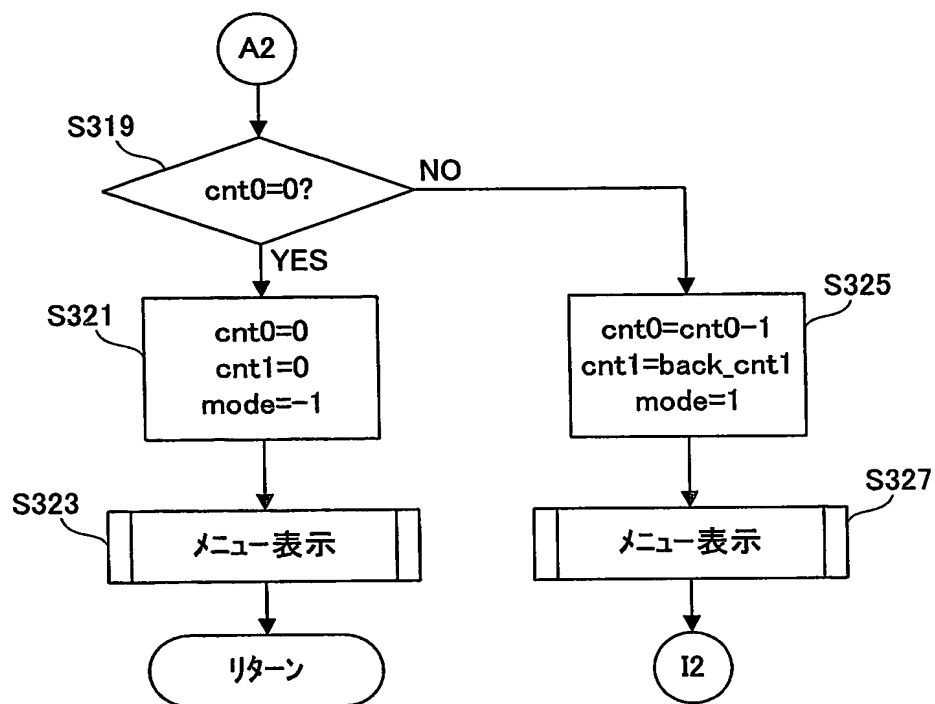 A2
S319
cnt0=0?
NO
YES
S321
cnt0=0
cnt1=0
mode=-1
S325
cnt0=cnt0-1
cnt1=back_cnt1
mode=1
S323
メニュー表示
S327
メニュー表示
リターン
I2